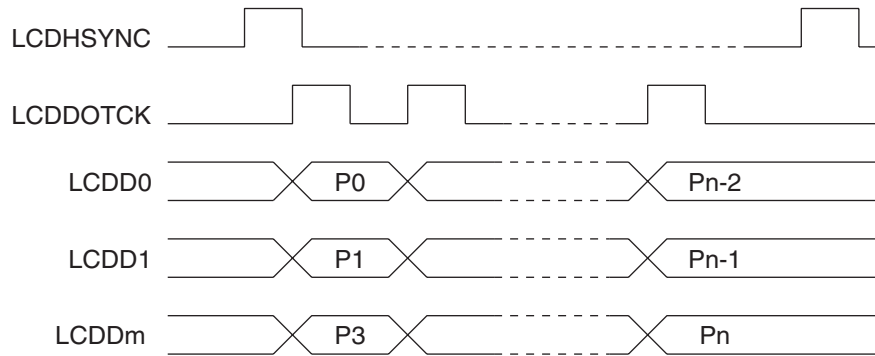 LCDHSYNC
LCDDOTCK
LCDD0 P0 Pn-2
LCDD1 P1 Pn-1
LCDDm P3 Pn